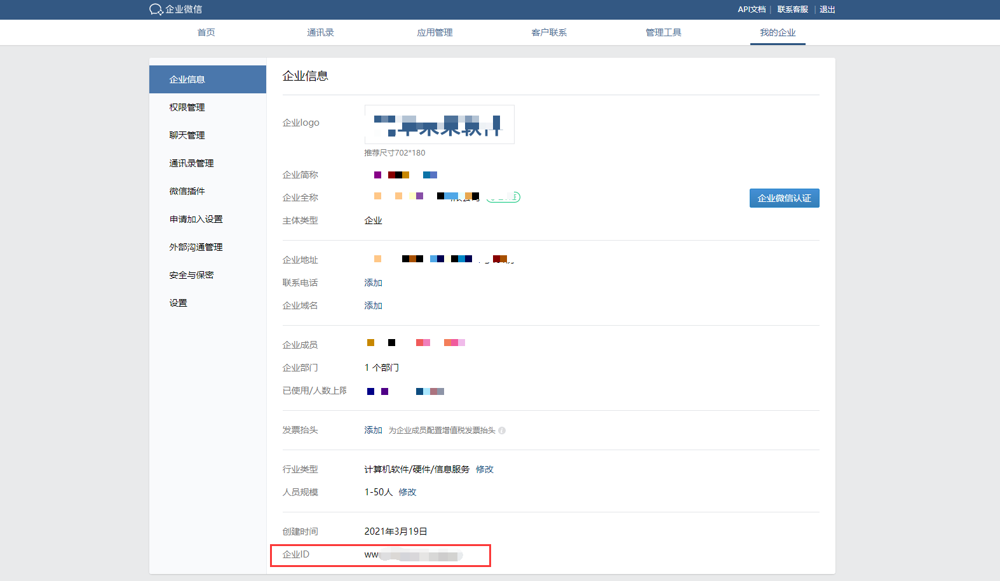 企业微信
API文档 | 联系客服 | 退出
首页 通讯录 应用管理 客户联系 管理工具 我的企业
企业信息
权限管理
聊天管理
通讯录管理
微信插件
申请加入设置
外部沟通管理
安全与保密
设置
企业信息
企业logo
推荐尺寸702*180
企业简称
企业全称
企业微信认证
主体类型 企业
企业地址
联系电话 添加
企业域名 添加
企业成员
企业部门 1 个部门
已使用/人数上限
发票抬头 添加 为企业成员配置增值税发票抬头
行业类型 计算机软件/硬件/信息服务 修改
人员规模 1-50人 修改
创建时间 2021年3月19日
企业ID ww